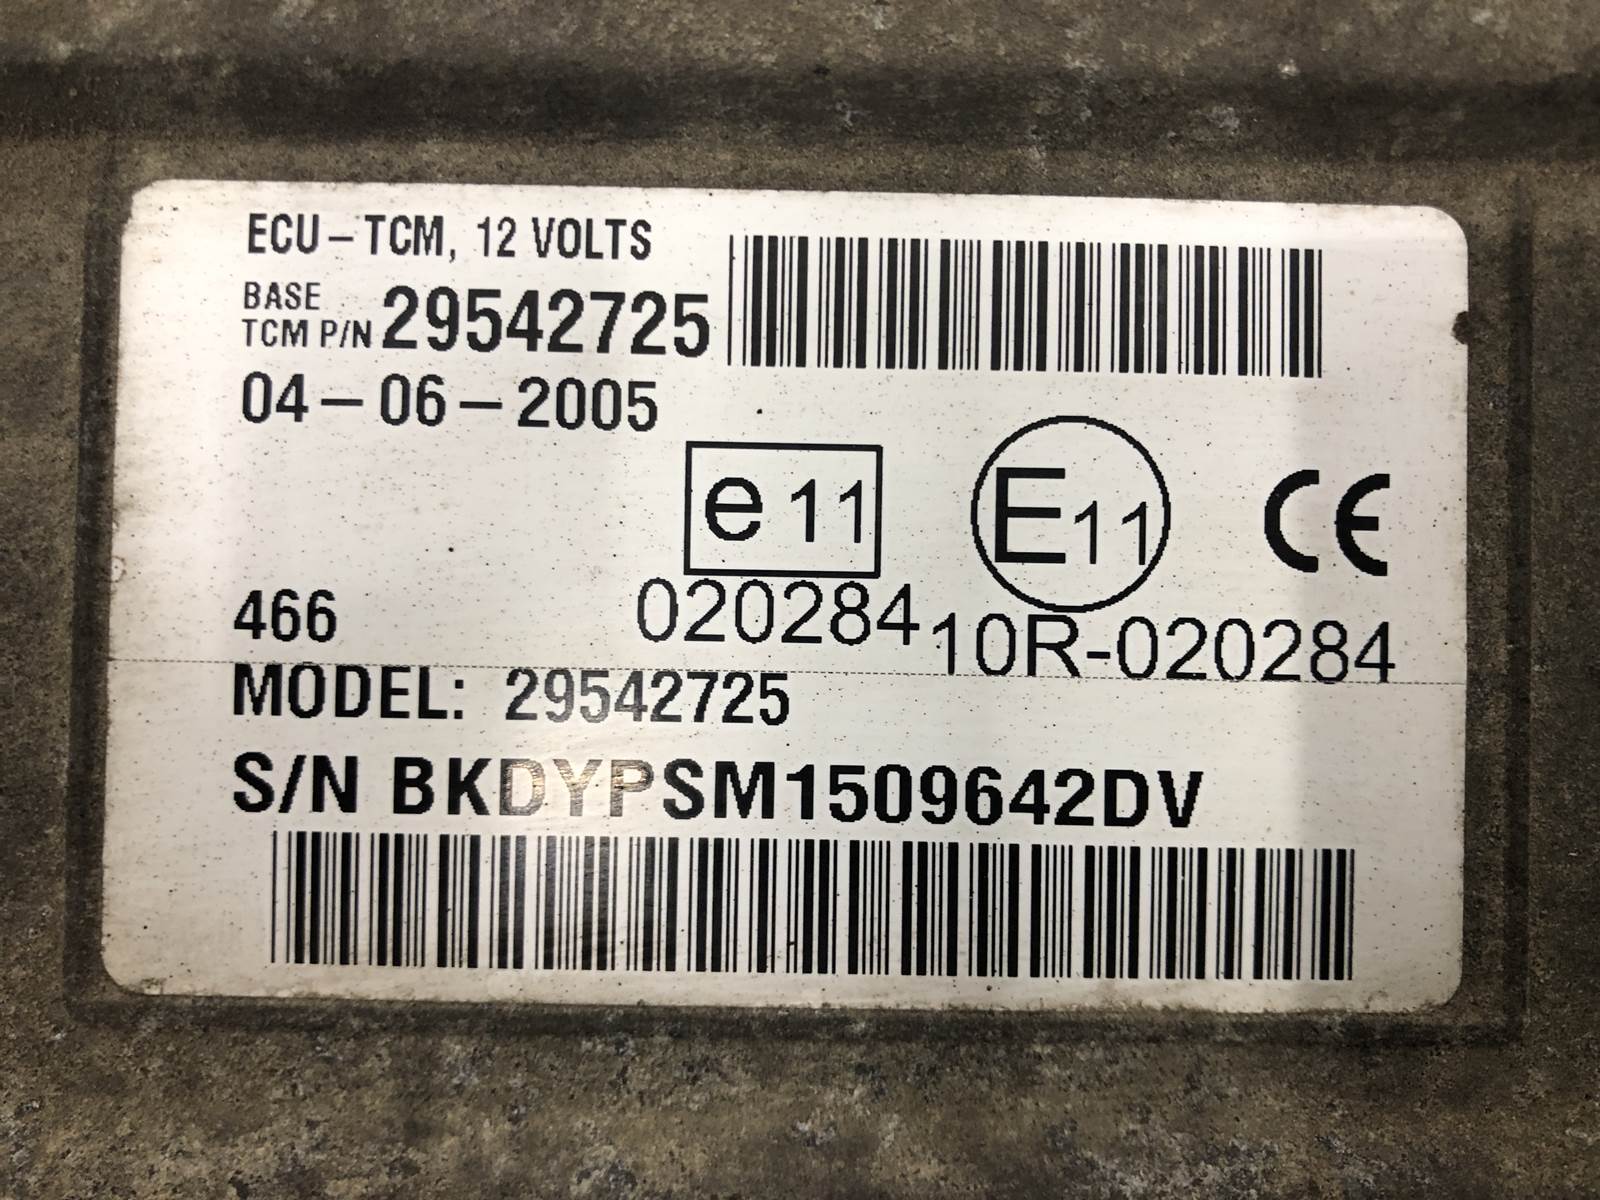 ECU-TCM, 12 VOLTS
BASE
TCM P/N 29542725
04-06-2005
e 11
E11
CE
020284
10R-020284
466
MODEL: 29542725
S/N BKDYPSM1509642DV